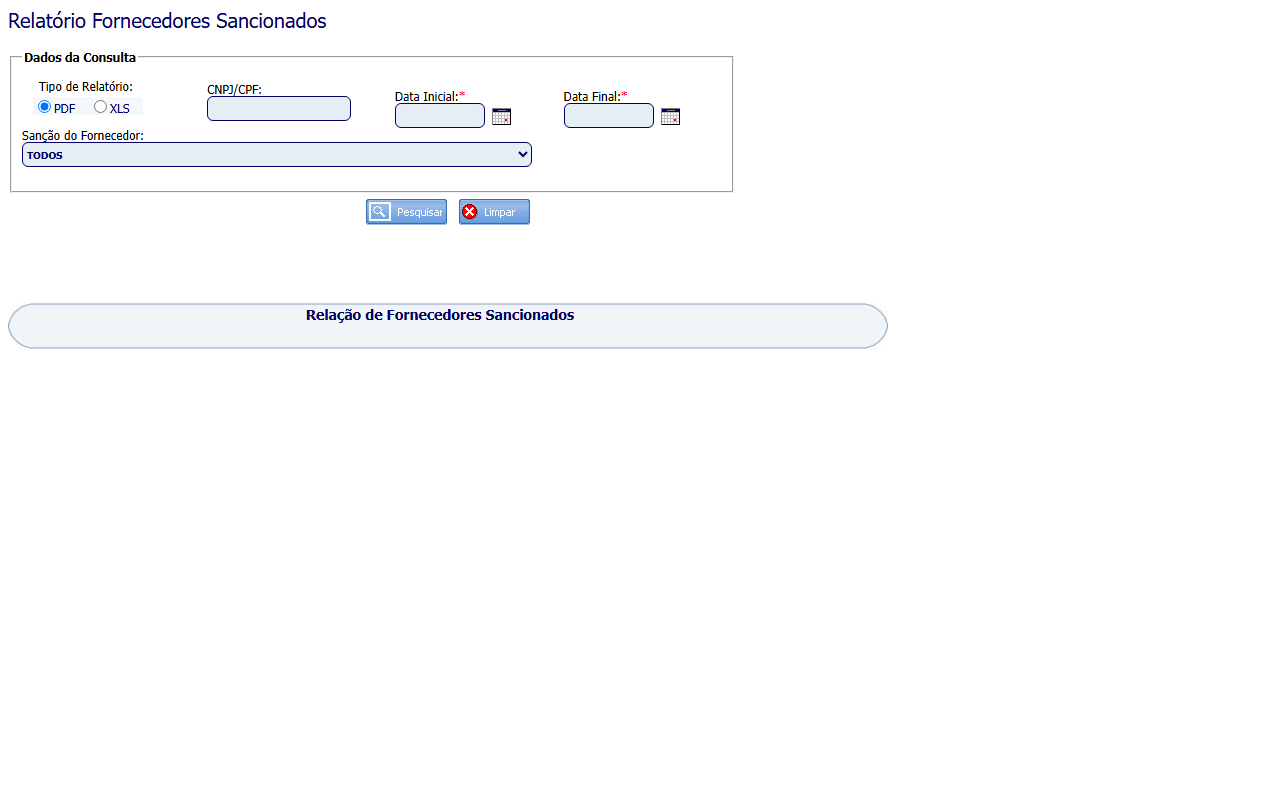 Relatório Fornecedores Sancionados
Dados da Consulta
Tipo de Relatório:
CNPJ/CPF:
Data Inicial:*
Data Final:*
PDF
XLS
Sanção do Fornecedor:
TODOS
Pesquisar
Limpar
Relação de Fornecedores Sancionados